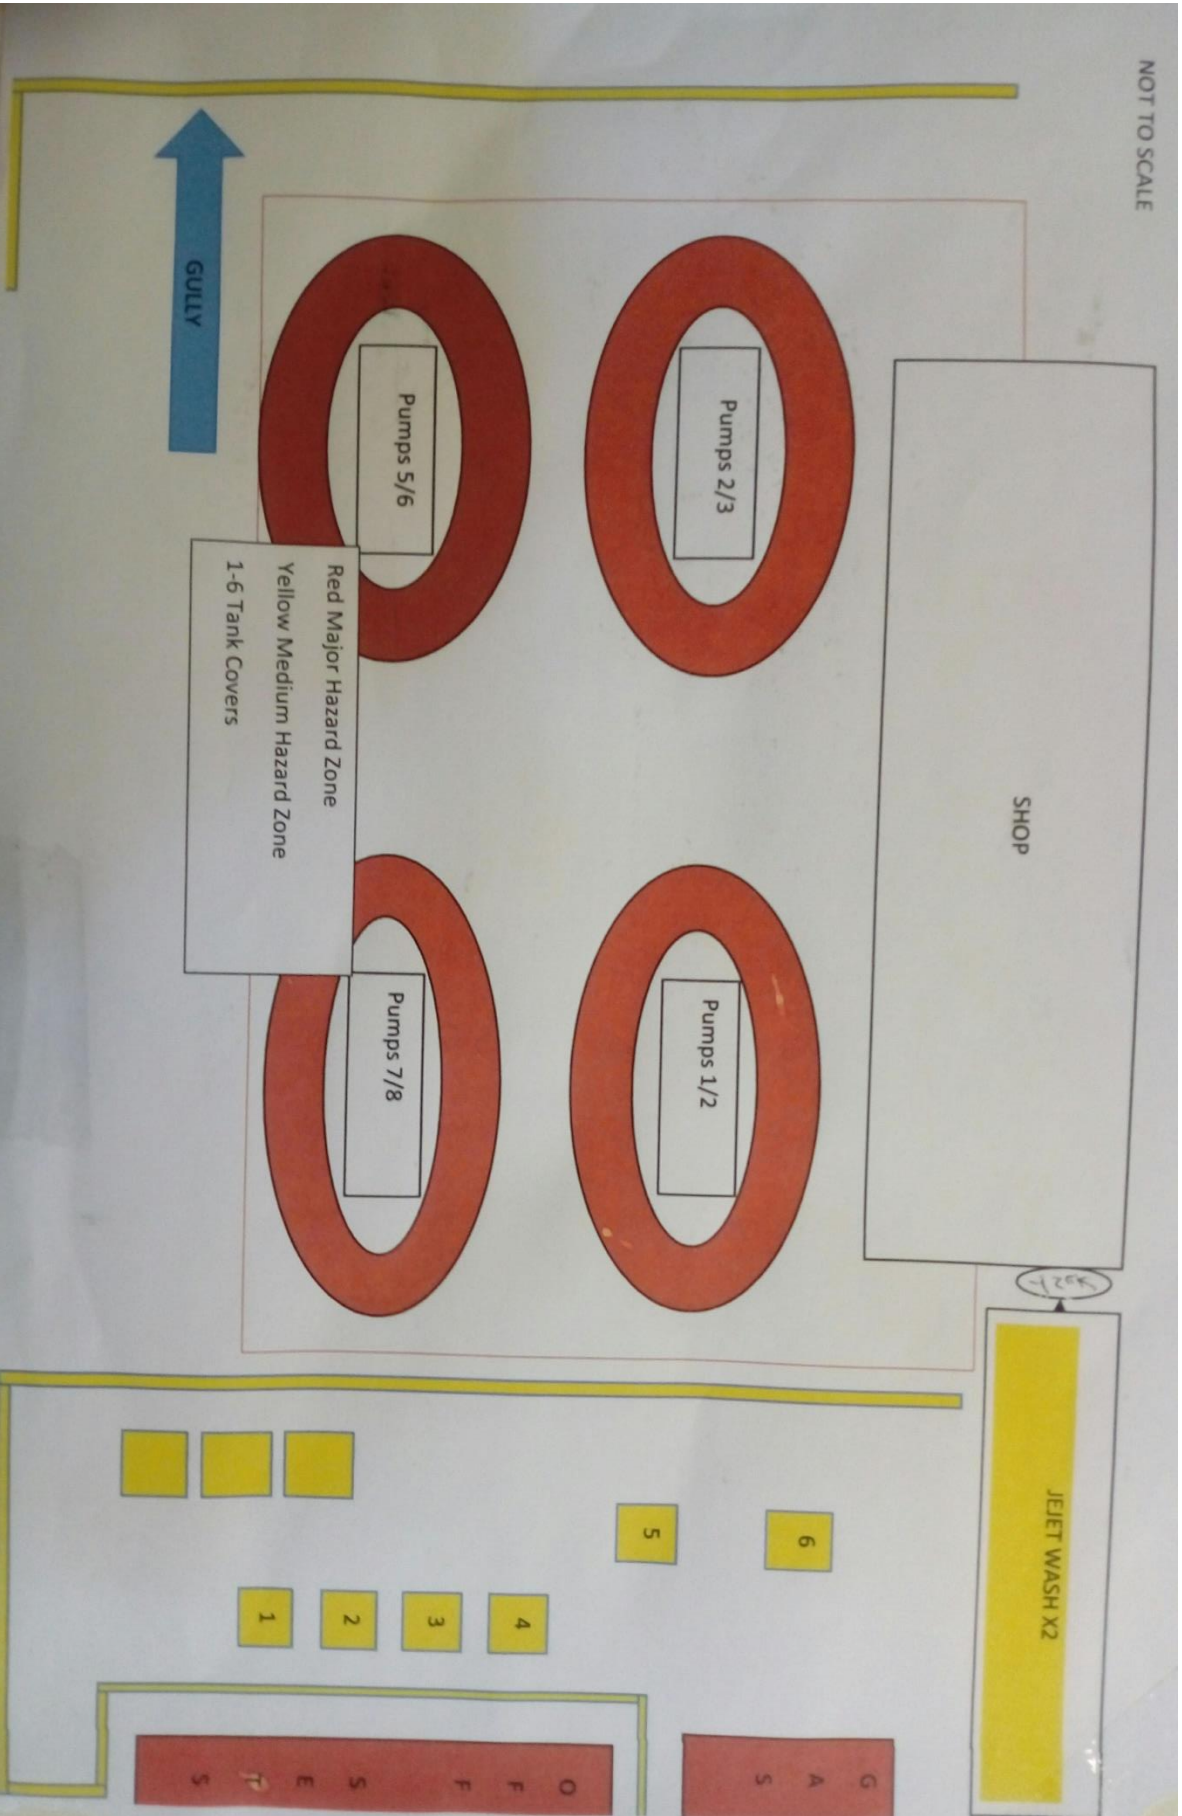 NOT TO SCALE
SHOP
JEJET WASH X2
Pumps 2/3
Pumps 1/2
6
G
A
S
5
Pumps 5/6
Pumps 7/8
4
3
2
1
O
F
F
S
E
T
S
Red Major Hazard Zone
Yellow Medium Hazard Zone
1-6 Tank Covers
GULLY